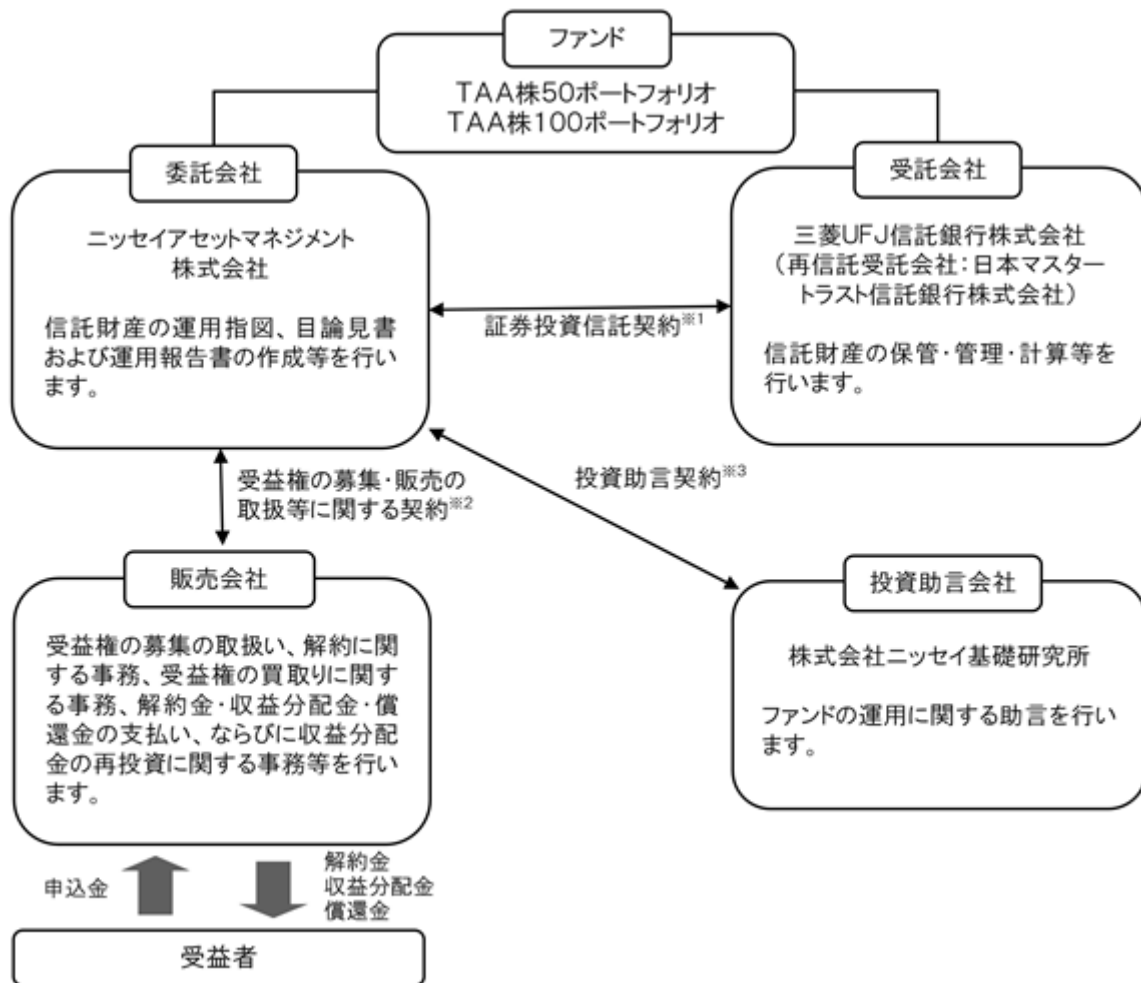 ファンド
TAA株50ポートフォリオ
TAA株100ポートフォリオ
委託会社
ニッセイアセットマネジメント
株式会社
信託財産の運用指図、目論見書
および運用報告書の作成等を行い
ます。
受託会社
三菱UFJ信託銀行株式会社
（再信託受託会社：日本マスター
トラスト信託銀行株式会社）
信託財産の保管・管理・計算等を
行います。
証券投資信託契約※1
受益権の募集・販売の
取扱等に関する契約※2
投資助言契約※3
販売会社
受益権の募集の取扱い、解約に関
する事務、受益権の買取りに関す
る事務、解約金・収益分配金・償
還金の支払い、ならびに収益分配
金の再投資に関する事務等を行い
ます。
投資助言会社
株式会社ニッセイ基礎研究所
ファンドの運用に関する助言を行い
ます。
申込金
解約金
収益分配金
償還金
受益者